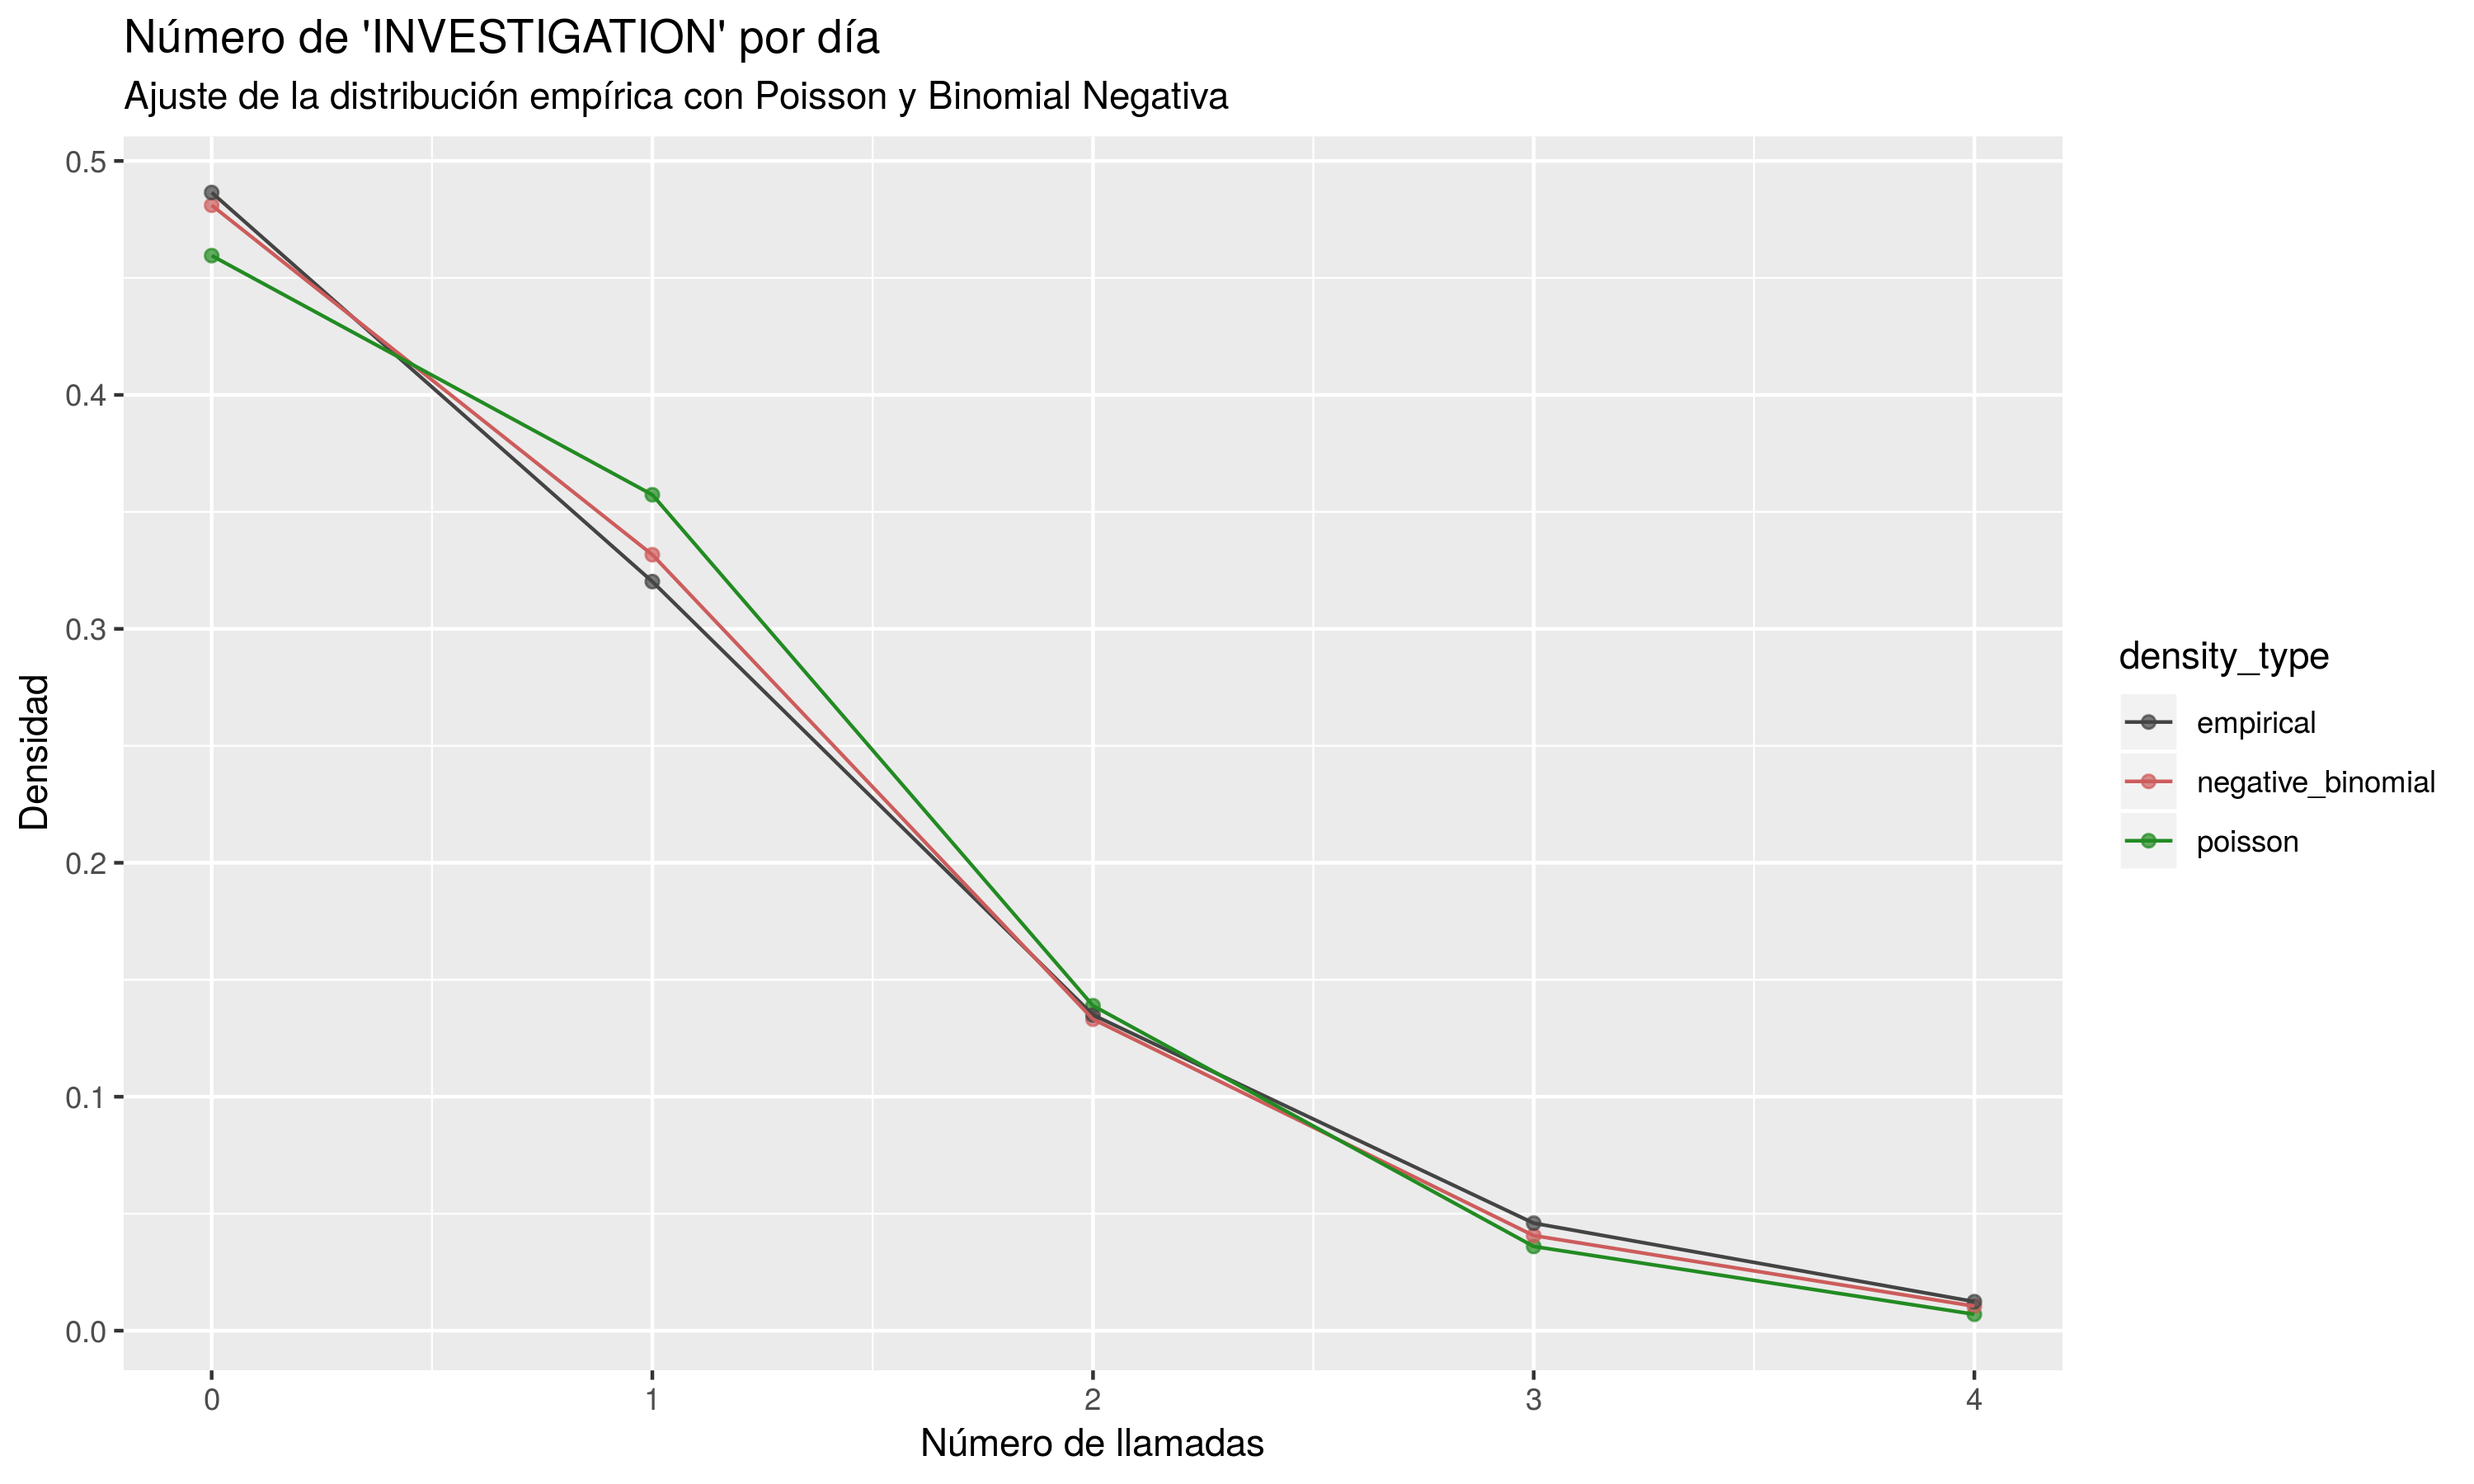 Número de 'INVESTIGATION' por día
Ajuste de la distribución empírica con Poisson y Binomial Negativa
Densidad
0.5
0.4
0.3
0.2
0.1
0.0
0 1 2 3 4
Número de llamadas
density_type
empirical
negative_binomial
poisson